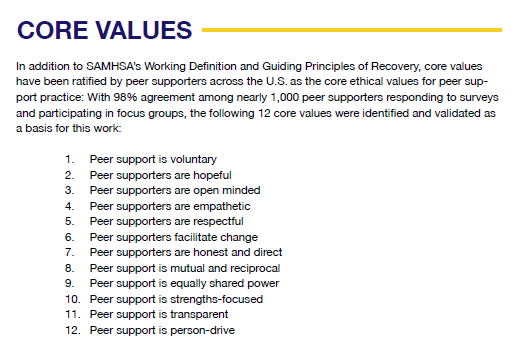 CORE VALUES
In addition to SAMHSA's Working Definition and Guiding Principles of Recovery, core values
have been ratified by peer supporters across the U.S. as the core ethical values for peer sup-
port practice: With 98% agreement among nearly 1,000 peer supporters responding to surveys
and participating in focus groups, the following 12 core values were identified and validated as
a basis for this work:
1. Peer support is voluntary
2. Peer supporters are hopeful
3. Peer supporters are open minded
4. Peer supporters are empathetic
5. Peer supporters are respectful
6. Peer supporters facilitate change
7. Peer supporters are honest and direct
8. Peer support is mutual and reciprocal
9. Peer support is equally shared power
10. Peer support is strengths-focused
11. Peer support is transparent
12. Peer support is person-drive